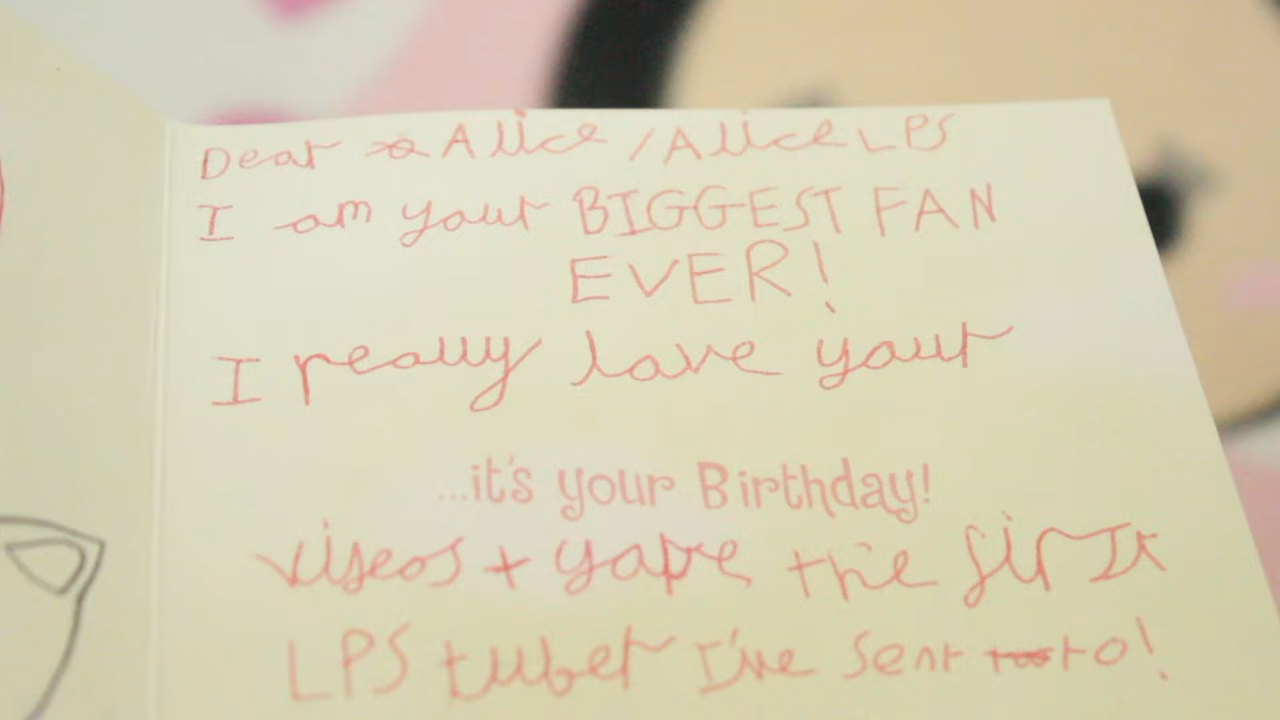 Dear Alice / Alice LPS
I am your BIGGEST FAN
EVER!
I really love your
...it's your Birthday!
videos + your the first
LPS tuber I've sent to!